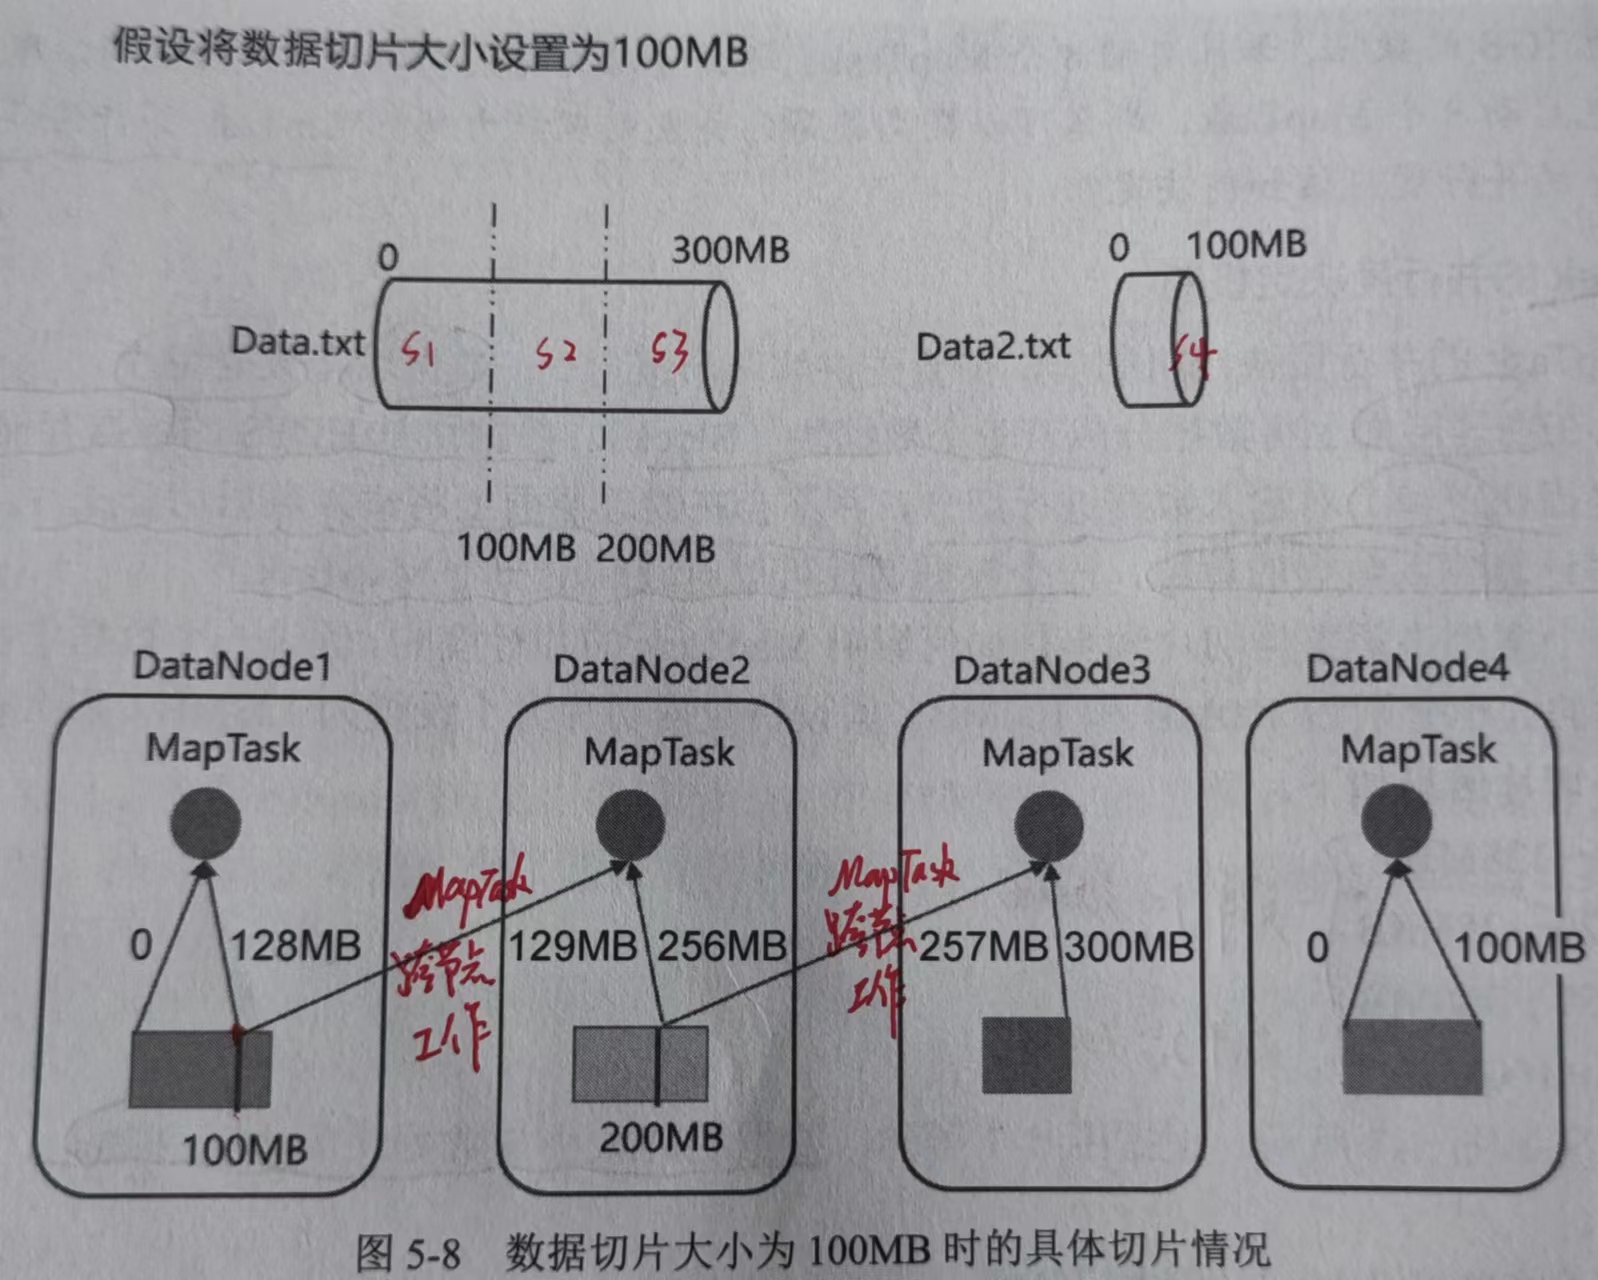 假设将数据切片大小设置为100MB
0 300MB
0 100MB
Data.txt S1 S2 S3
Data2.txt S4
100MB 200MB
DataNode1 DataNode2 DataNode3 DataNode4
MapTask MapTask MapTask MapTask
MapTask
跨节点
工作
MapTask
跨节点
工作
0 128MB 129MB 256MB 257MB 300MB 0 100MB
100MB 200MB
图 5-8 数据切片大小为 100MB 时的具体切片情况